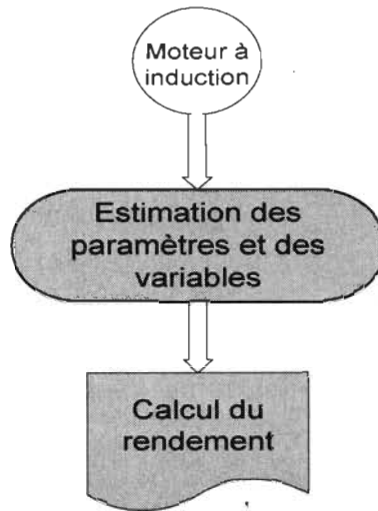 Moteur à
induction
Estimation des
paramètres et des
variables
Calcul du
rendement